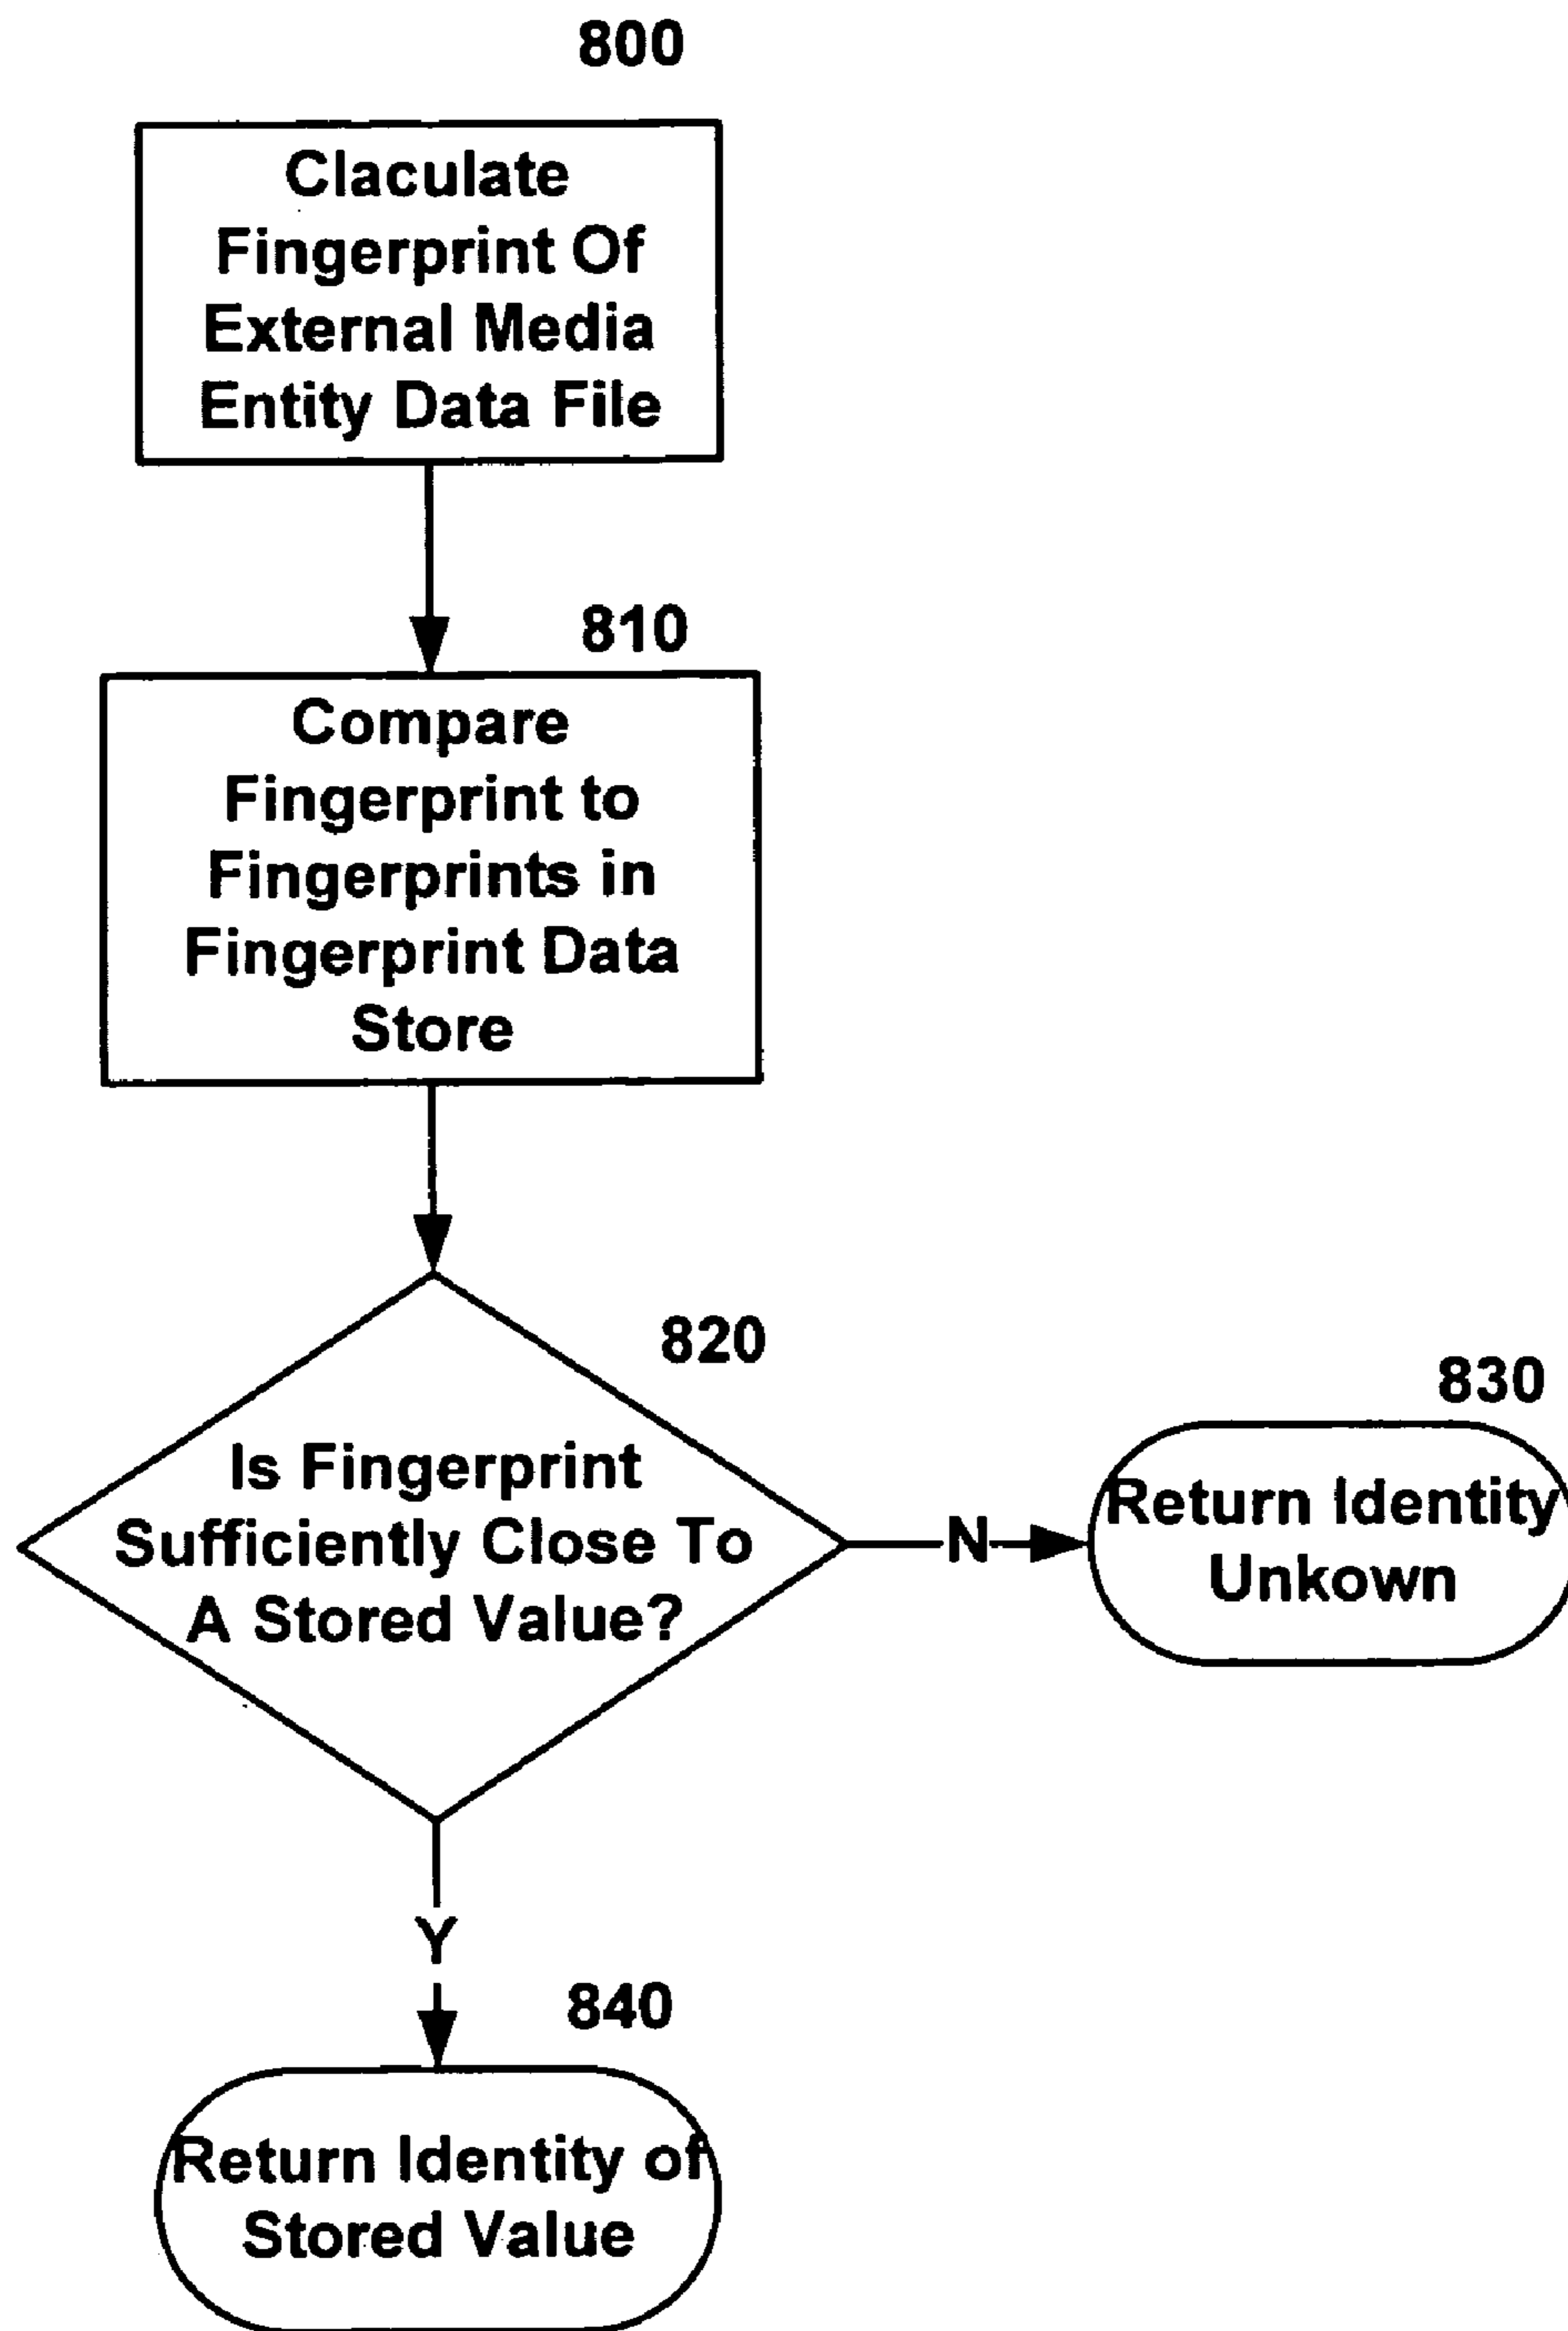 800
Claculate
Fingerprint Of
External Media
Entity Data File
810
Compare
Fingerprint to
Fingerprints in
Fingerprint Data
Store
820
Is Fingerprint
Sufficiently Close To
A Stored Value?
N
830
Return Identity
Unkown
Y
840
Return Identity of
Stored Value